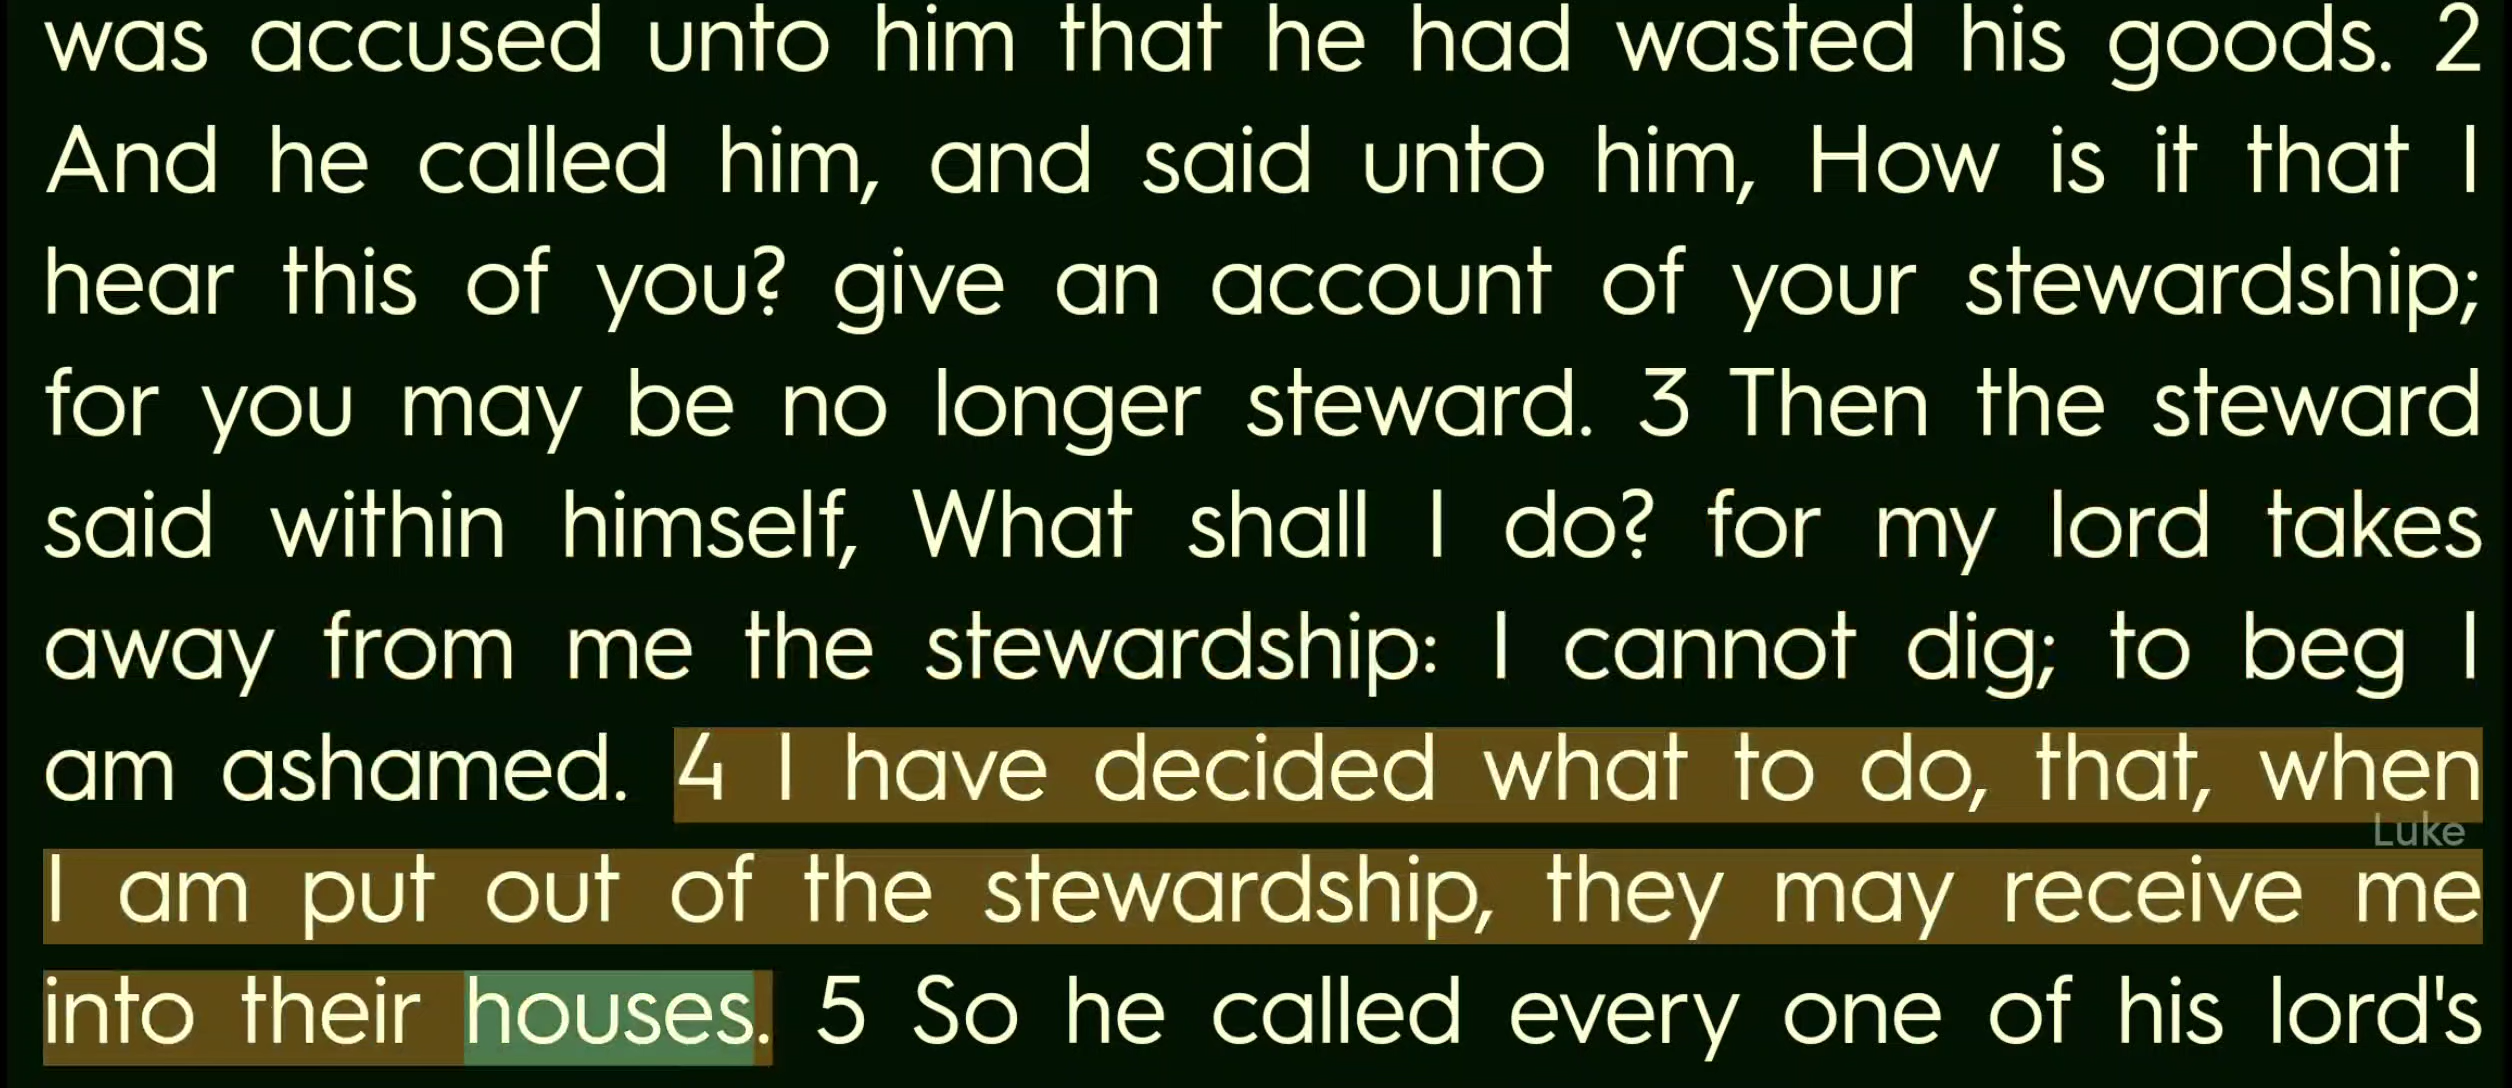 was accused unto him that he had wasted his goods. 2
And he called him, and said unto him, How is it that I
hear this of you? give an account of your stewardship;
for you may be no longer steward. 3 Then the steward
said within himself, What shall I do? for my lord takes
away from me the stewardship: I cannot dig; to beg I
am ashamed. 4 I have decided what to do, that, when
Luke
I am put out of the stewardship, they may receive me
into their houses. 5 So he called every one of his lord's